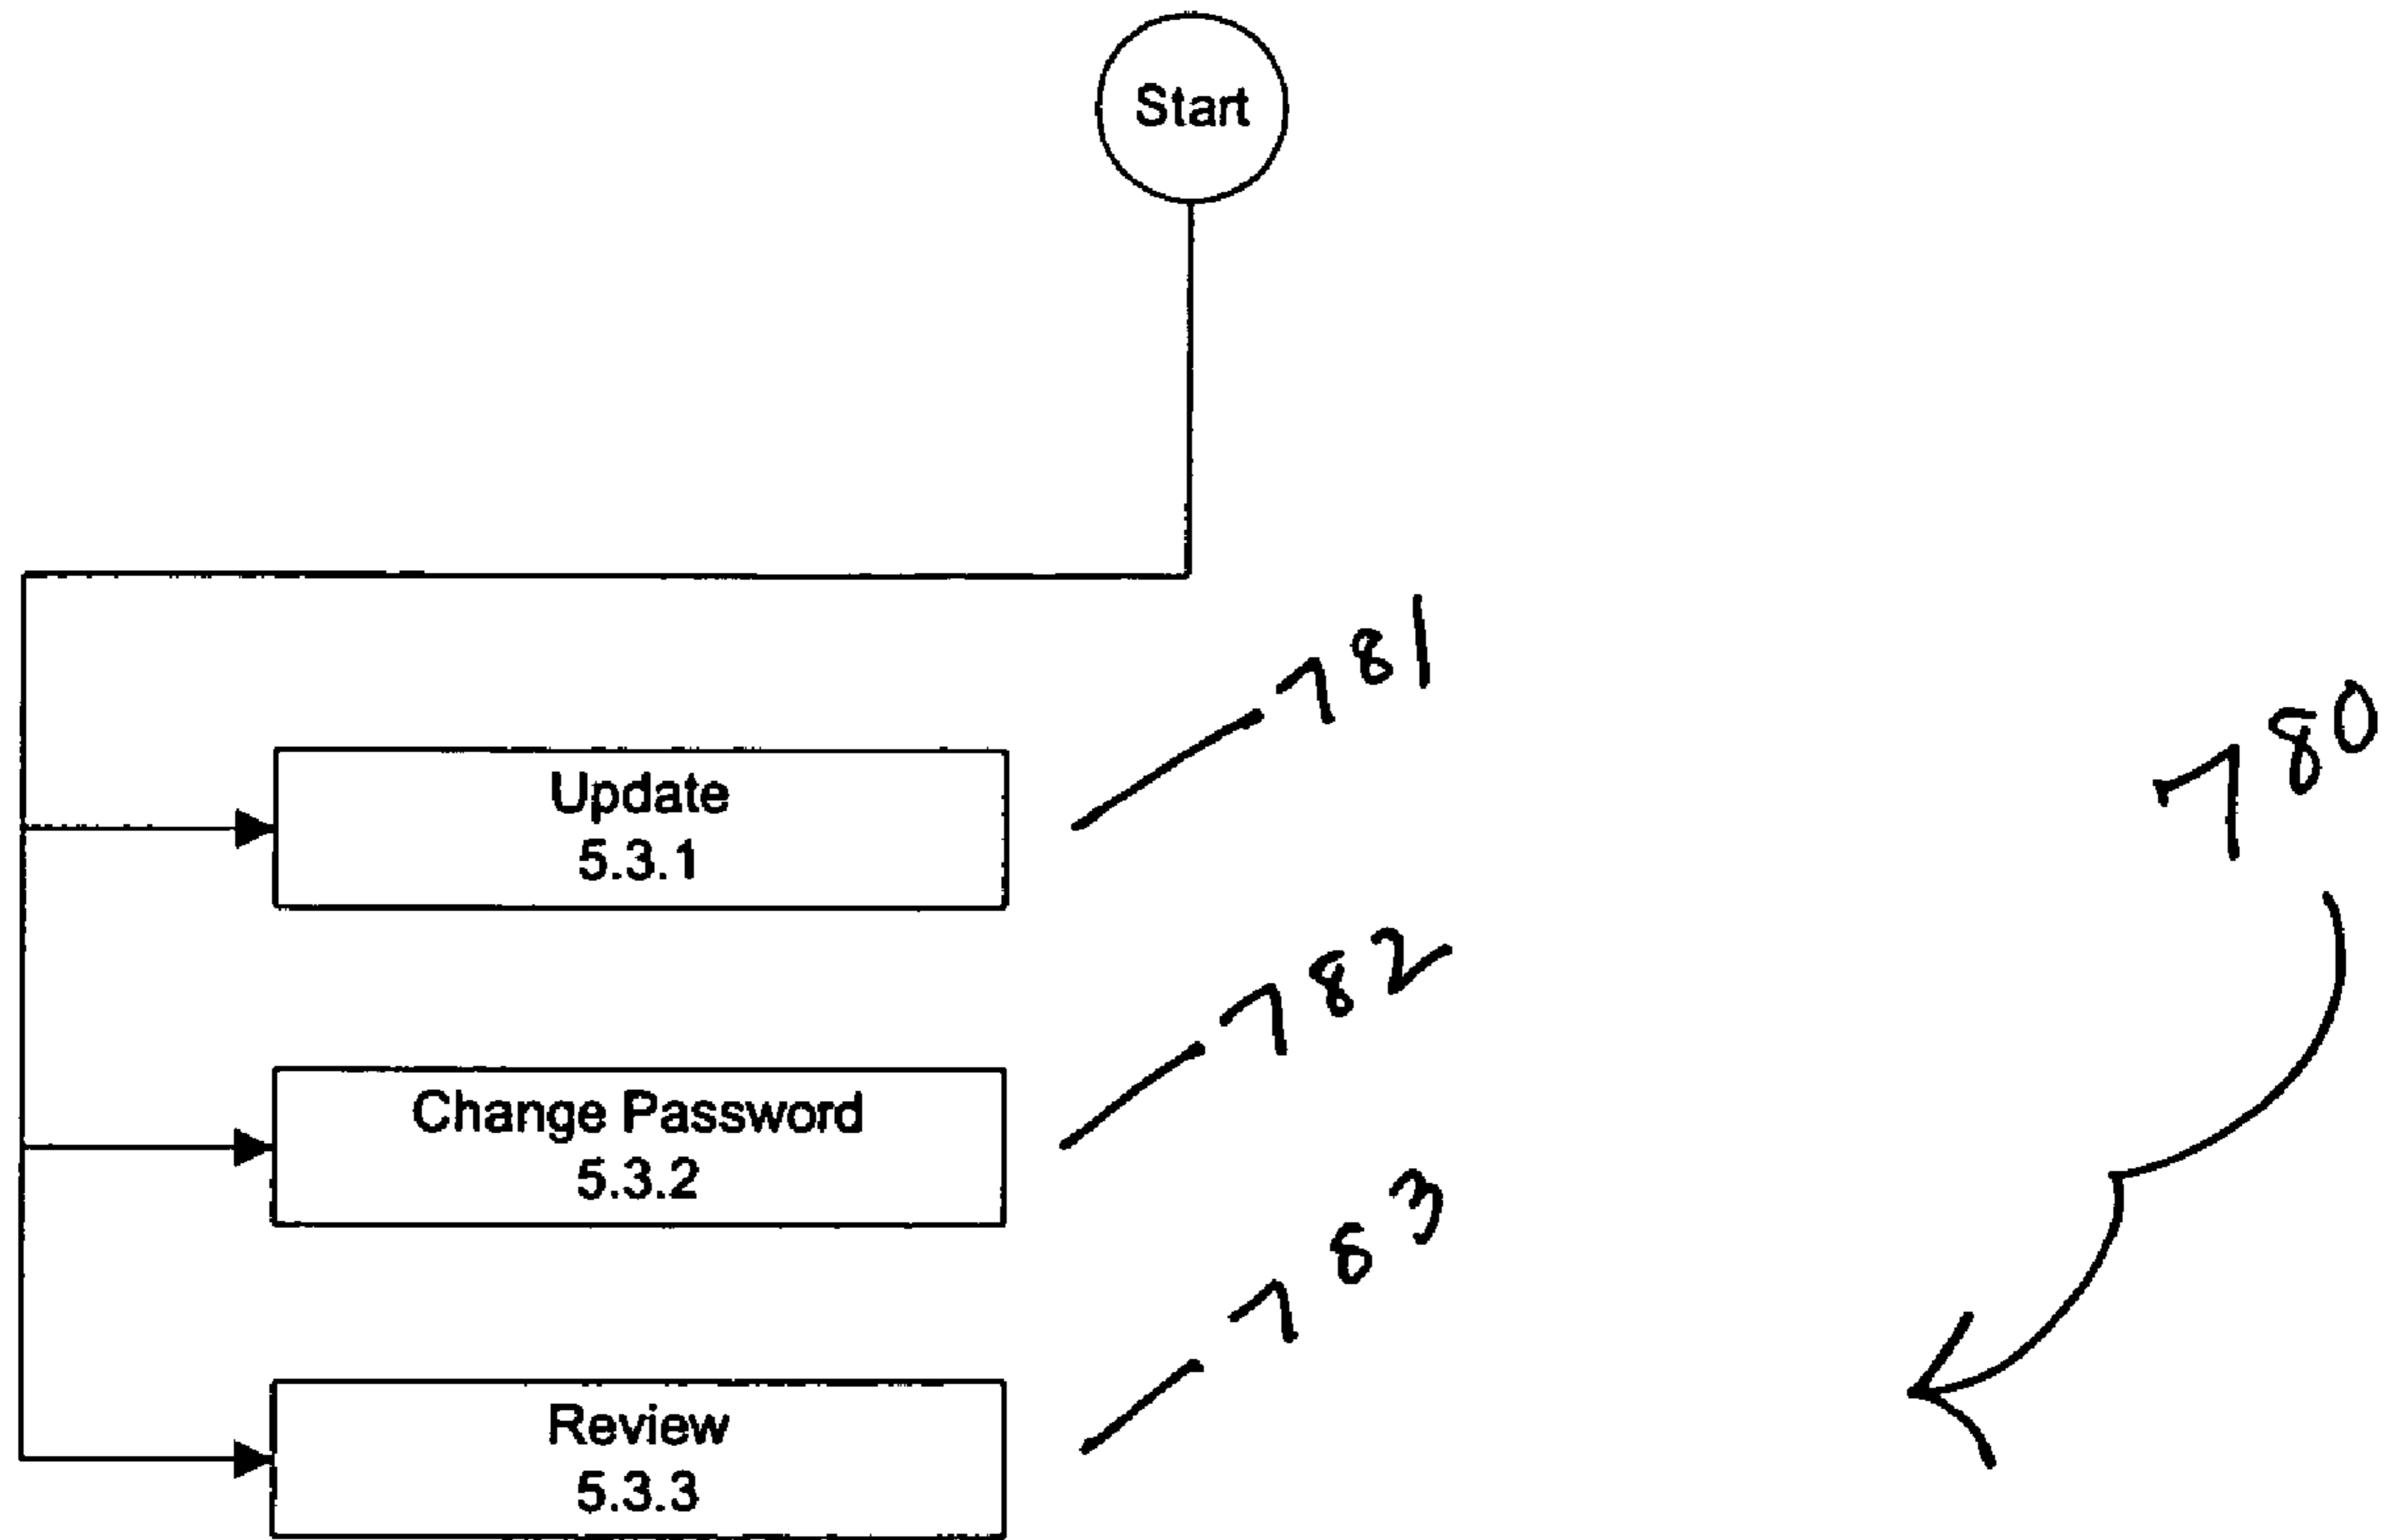 Start
781
780
Update
5.3.1
782
Change Password
5.3.2
783
Review
5.3.3